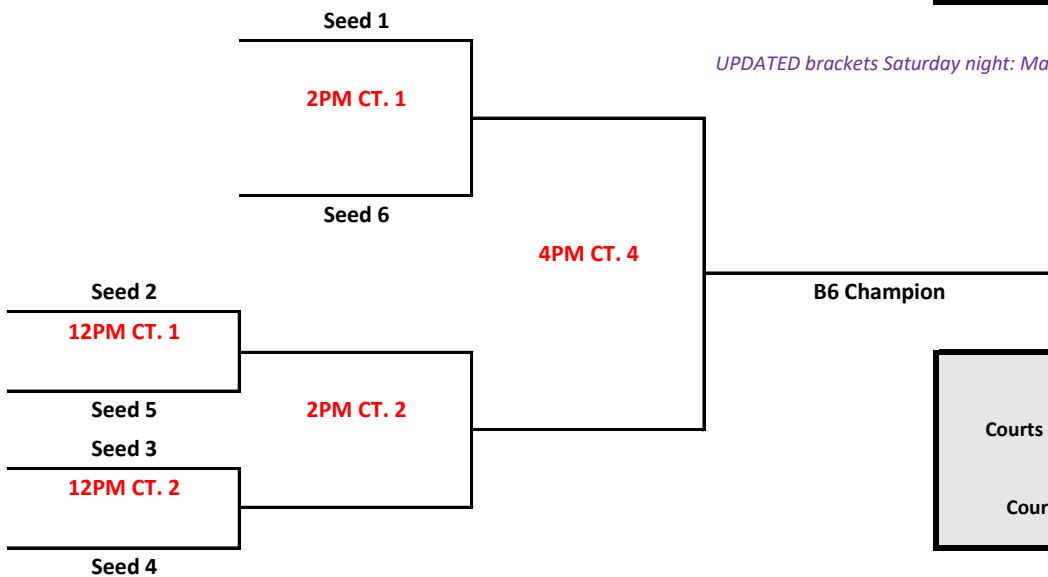 Seed 1
UPDATED brackets Saturday night: Ma
2PM CT. 1
Seed 6
4PM CT. 4
Seed 2
B6 Champion
12PM CT. 1
Seed 5
2PM CT. 2
Seed 3
Courts
12PM CT. 2
Cour
Seed 4